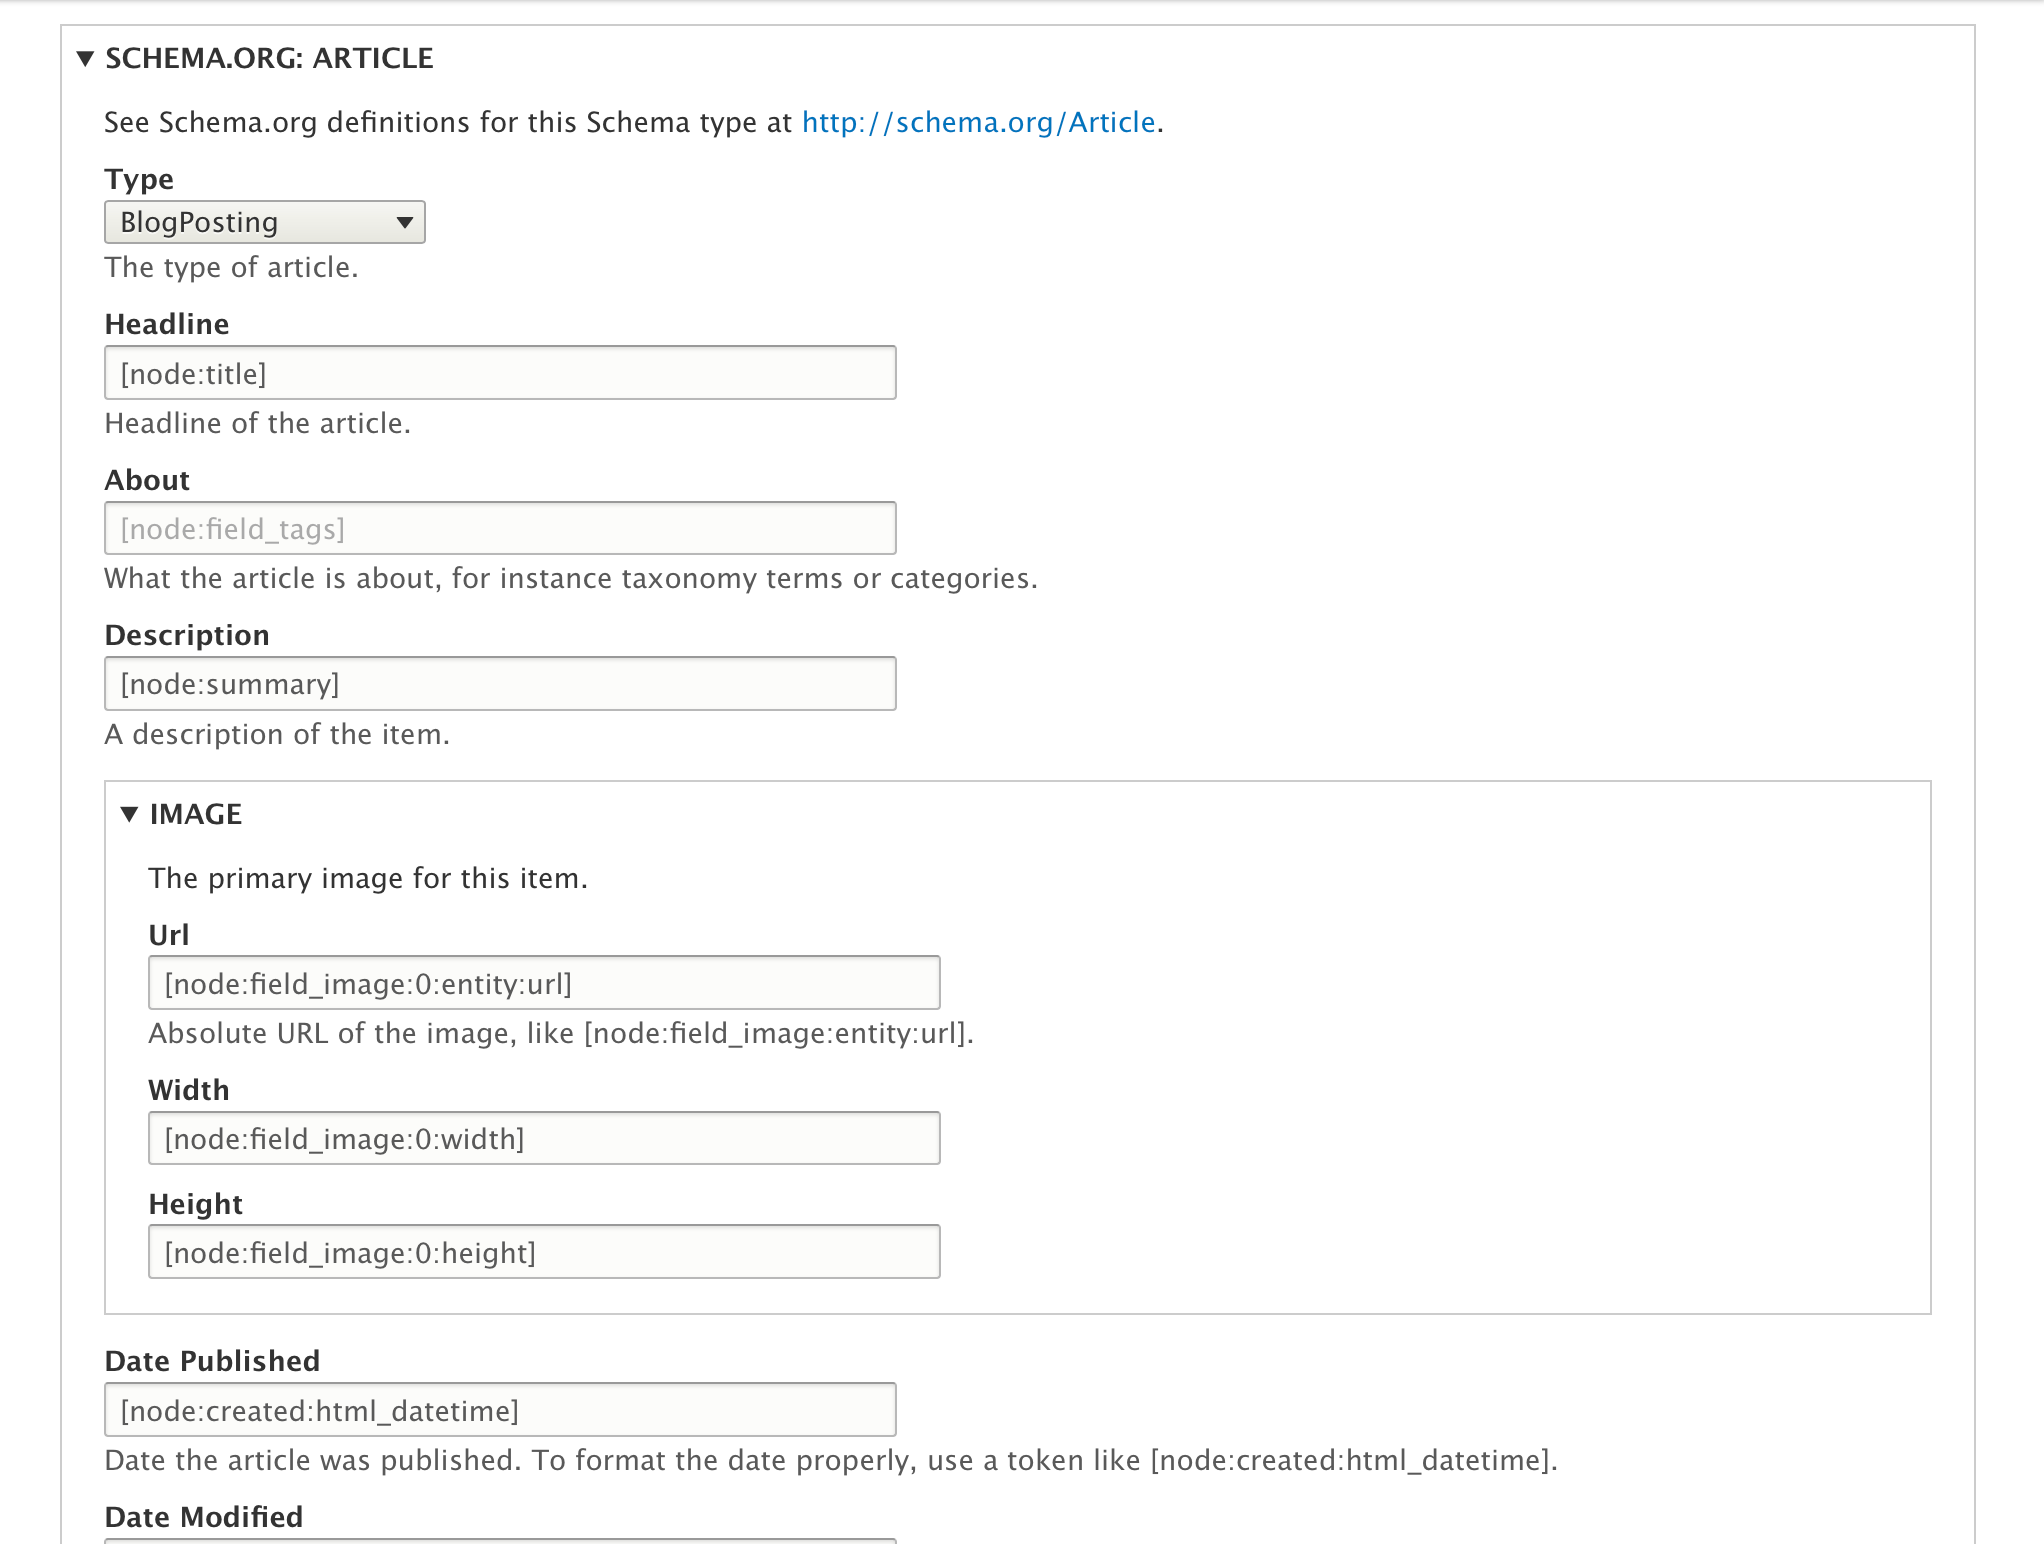 SCHEMA.ORG: ARTICLE
See Schema.org definitions for this Schema type at http://schema.org/Article.
Type
BlogPosting
The type of article.
Headline
[node:title]
Headline of the article.
About
[node:field_tags]
What the article is about, for instance taxonomy terms or categories.
Description
[node:summary]
A description of the item.
IMAGE
The primary image for this item.
Url
[node:field_image:0:entity:url]
Absolute URL of the image, like [node:field_image:entity:url].
Width
[node:field_image:0:width]
Height
[node:field_image:0:height]
Date Published
[node:created:html_datetime]
Date the article was published. To format the date properly, use a token like [node:created:html_datetime].
Date Modified